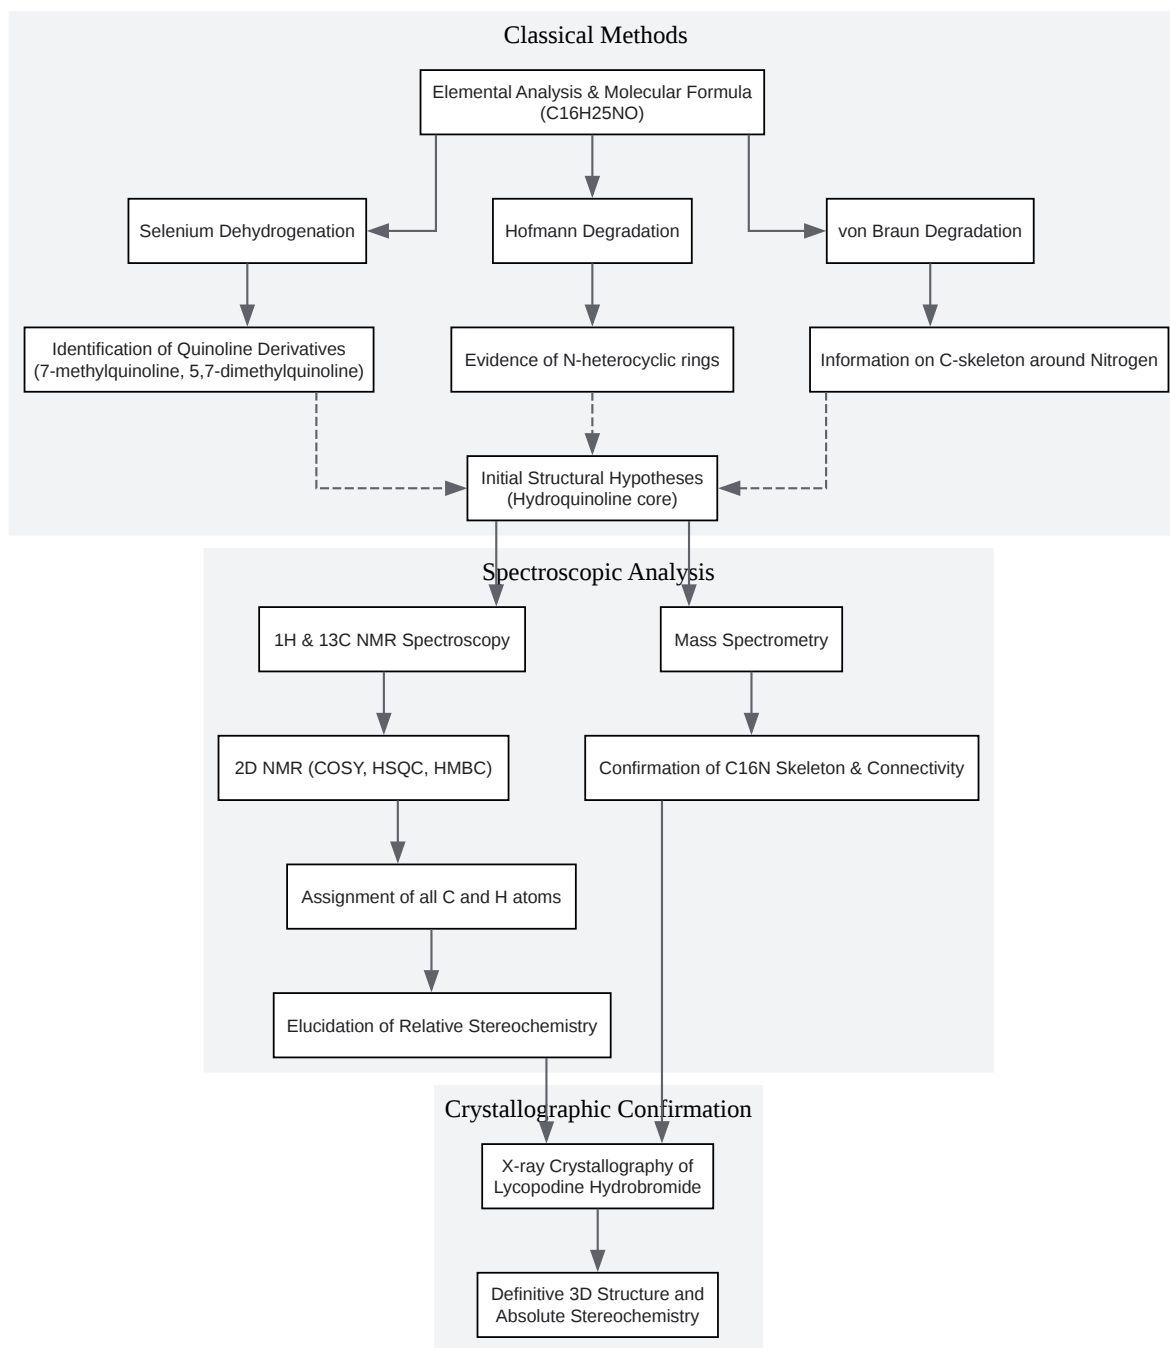 Classical Methods
Elemental Analysis & Molecular Formula
(C16H25NO)
Selenium Dehydrogenation
Hofmann Degradation
von Braun Degradation
Identification of Quinoline Derivatives
(7-methylquinoline, 5,7-dimethylquinoline)
Evidence of N-heterocyclic rings
Information on C-skeleton around Nitrogen
Initial Structural Hypotheses
(Hydroquinoline core)
Spectroscopic Analysis
1H & 13C NMR Spectroscopy
Mass Spectrometry
2D NMR (COSY, HSQC, HMBC)
Confirmation of C16N Skeleton & Connectivity
Assignment of all C and H atoms
Elucidation of Relative Stereochemistry
Crystallographic Confirmation
X-ray Crystallography of
Lycopodine Hydrobromide
Definitive 3D Structure and
Absolute Stereochemistry